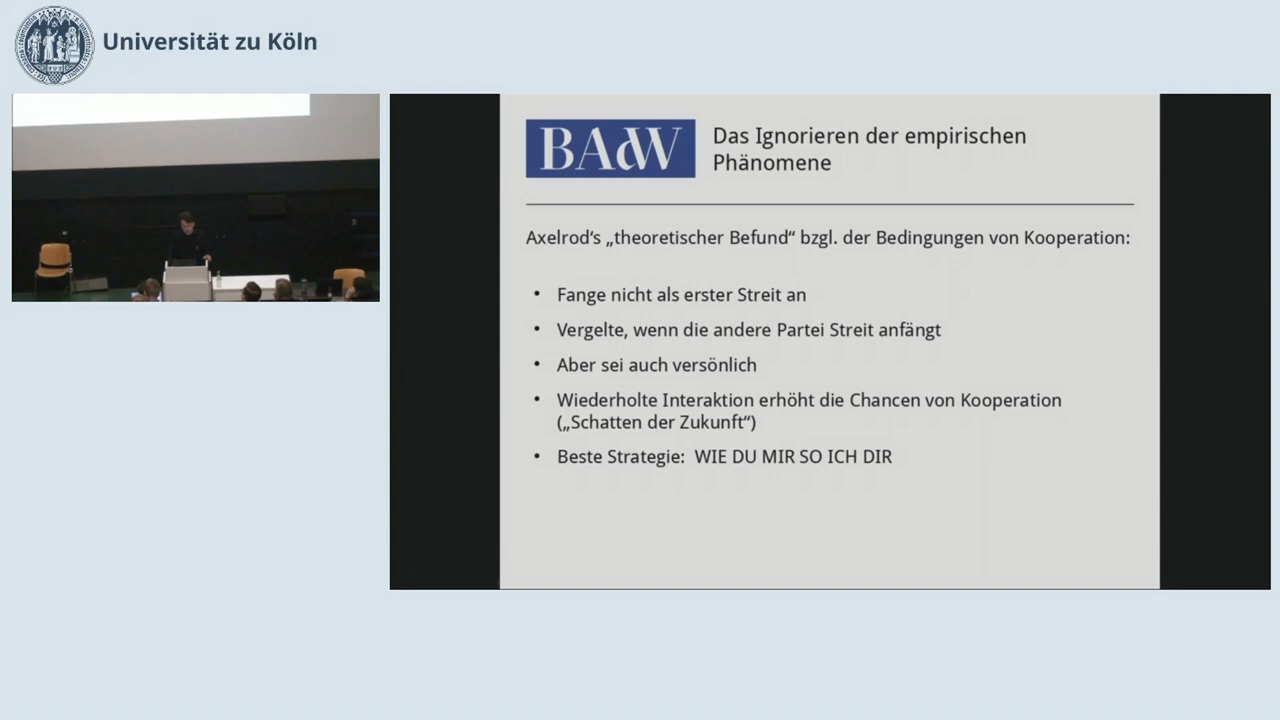 Universität zu Köln
BAdW
Das Ignorieren der empirischen
Phänomene
Axelrod‘s „theoretischer Befund“ bzgl. der Bedingungen von Kooperation:
• Fange nicht als erster Streit an
• Vergelte, wenn die andere Partei Streit anfängt
• Aber sei auch versönlich
• Wiederholte Interaktion erhöht die Chancen von Kooperation
(„Schatten der Zukunft“)
• Beste Strategie: WIE DU MIR SO ICH DIR